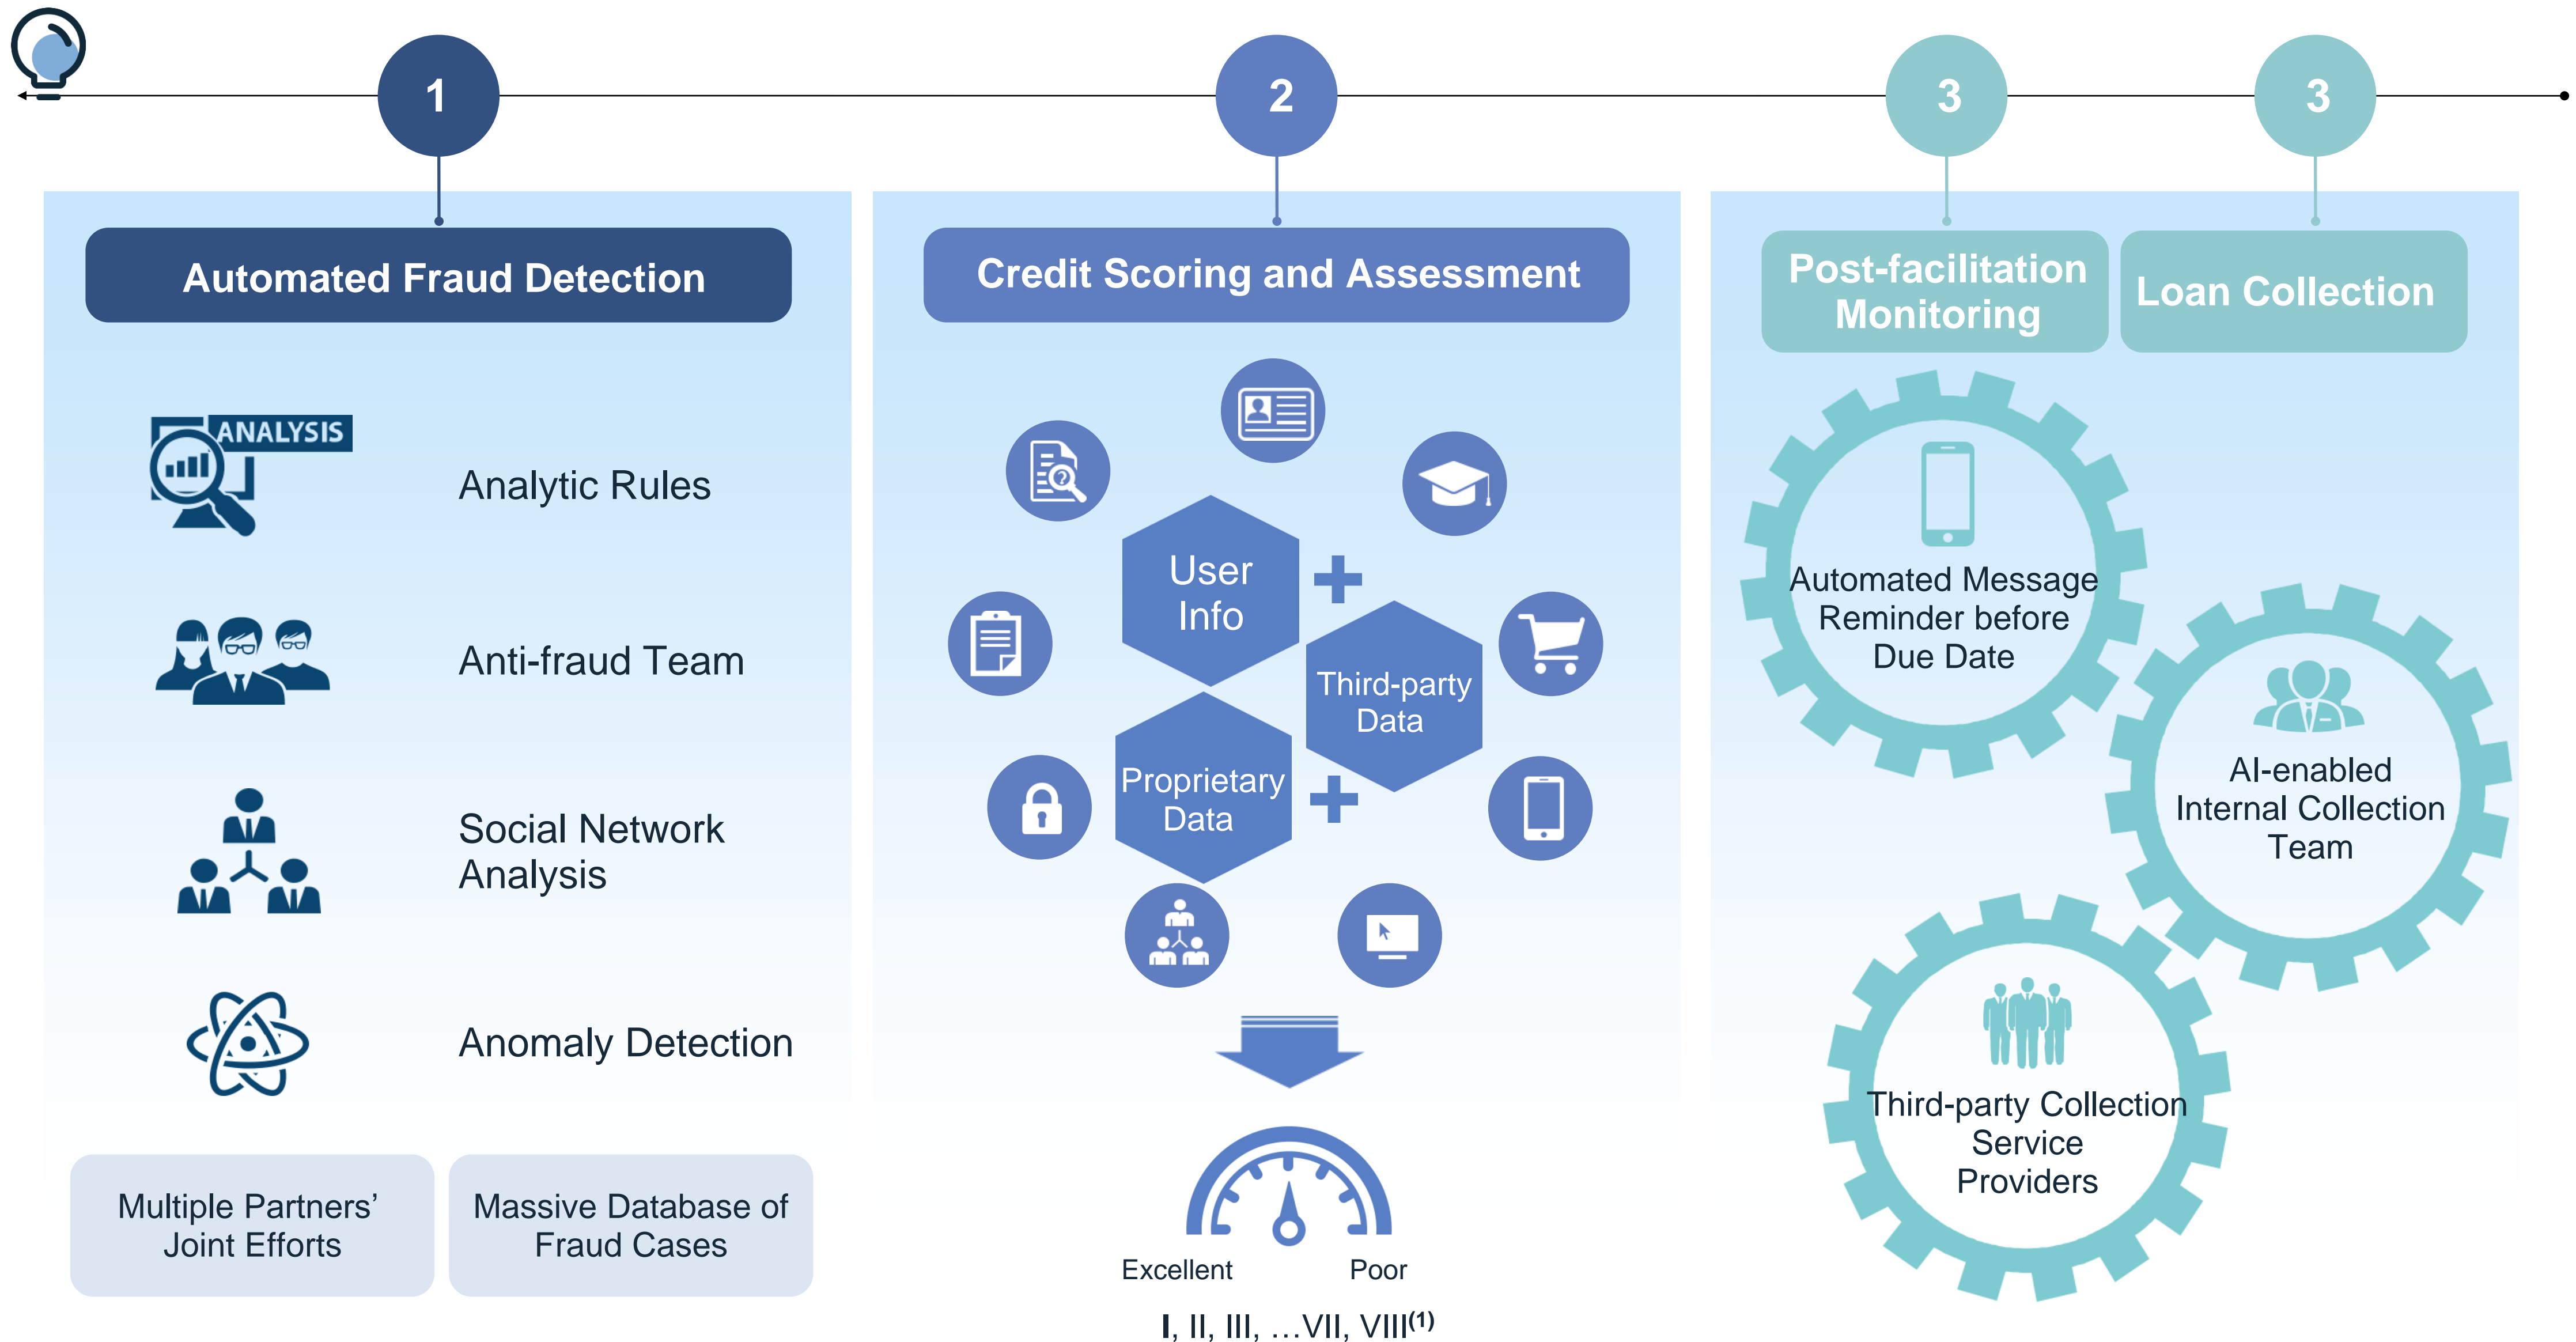 1
Automated Fraud Detection
ANALYSIS
Analytic Rules
Anti-fraud Team
Social Network
Analysis
Anomaly Detection
Multiple Partners’
Joint Efforts
Massive Database of
Fraud Cases
2
Credit Scoring and Assessment
?
User
Info
Third-party
Data
Proprietary
Data
Excellent
Poor
I, II, III, …VII, VIII(1)
3
Post-facilitation
Monitoring
3
Loan Collection
Automated Message
Reminder before
Due Date
AI-enabled
Internal Collection
Team
Third-party Collection
Service
Providers